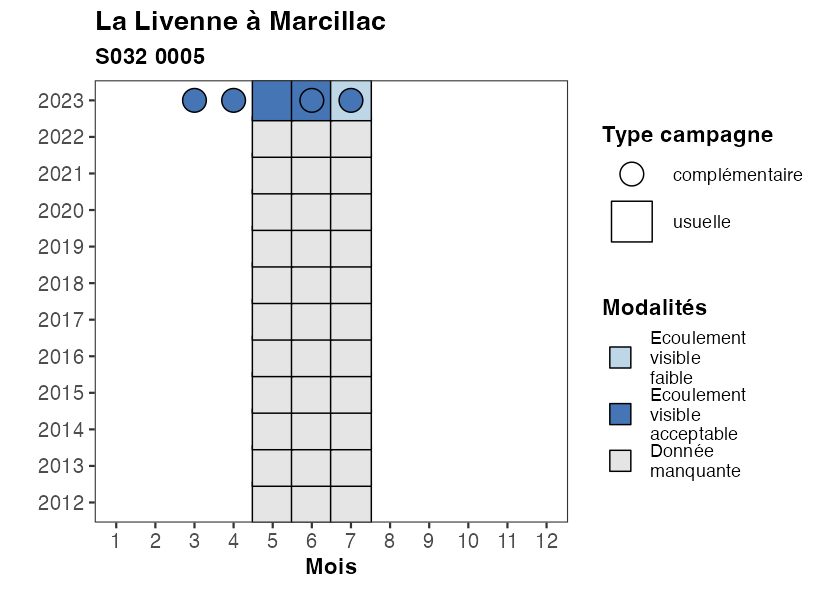 La Livenne à Marcillac
S032 0005
2023
2022
2021
2020
2019
2018
2017
2016
2015
2014
2013
2012
1 2 3 4 5 6 7 8 9 10 11 12
Mois
Type campagne
complémentaire
usuelle
Modalités
Ecoulement
visible
faible
Ecoulement
visible
acceptable
Donnée
manquante